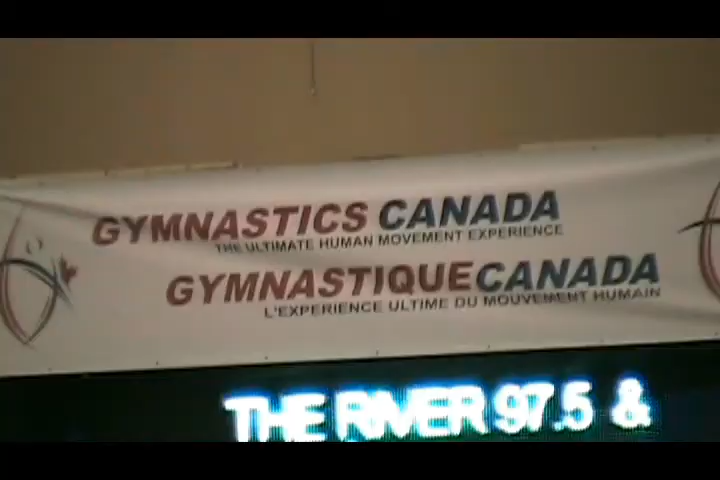 GYMNASTICS CANADA
THE ULTIMATE HUMAN MOVEMENT EXPERIENCE
GYMNASTIQUE CANADA
L'EXPERIENCE ULTIME DU MOUVEMENT HUMAIN
THE RIVER 97.5 &